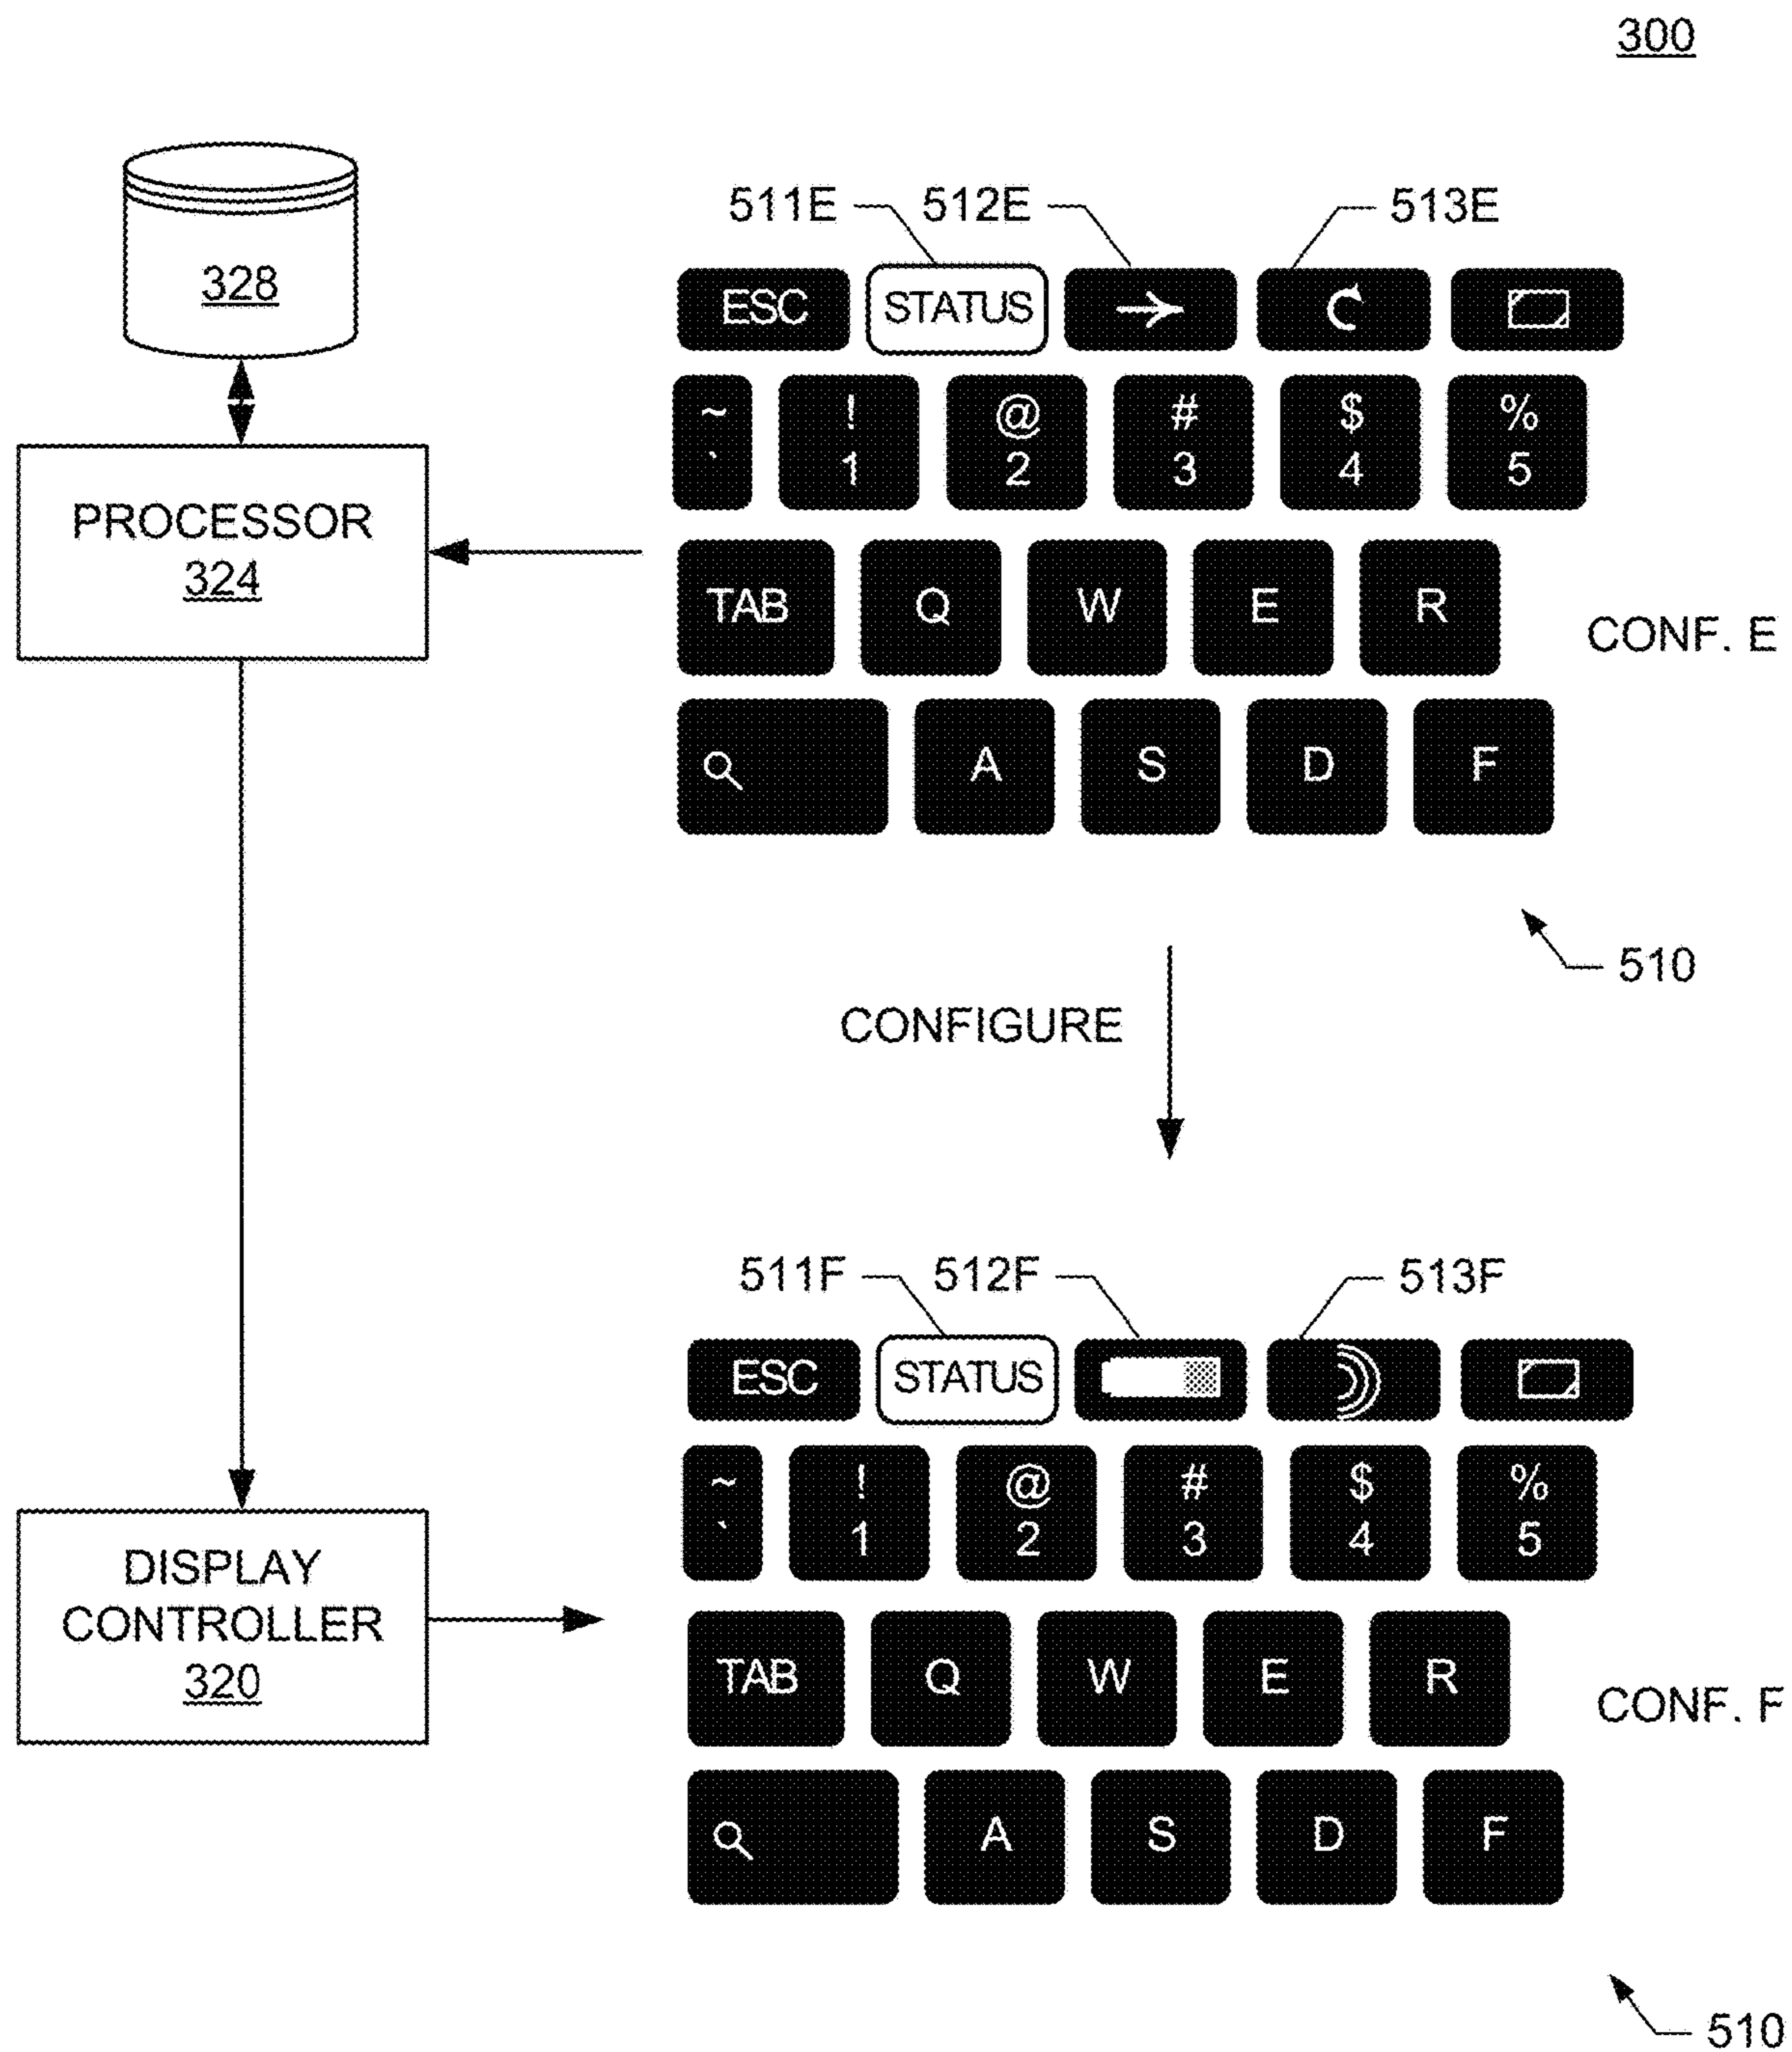 300
328
511E 512E 513E
ESC STATUS
~ ! @ # $ %
` 1 2 3 4 5
PROCESSOR
324
TAB Q W E R
CONF. E
A S D F
510
CONFIGURE
511F 512F 513F
ESC STATUS
~ ! @ # $ %
` 1 2 3 4 5
DISPLAY
CONTROLLER
320
TAB Q W E R
CONF. F
A S D F
510